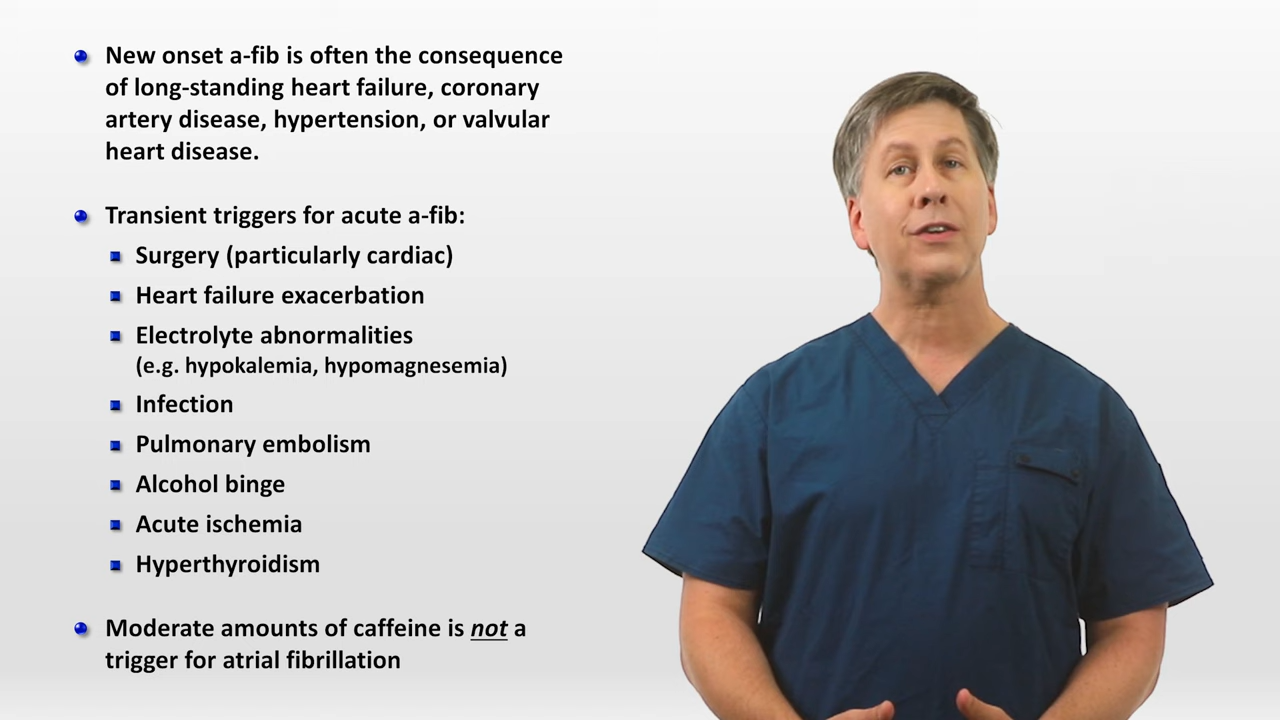 New onset a-fib is often the consequence
of long-standing heart failure, coronary
artery disease, hypertension, or valvular
heart disease.
Transient triggers for acute a-fib:
Surgery (particularly cardiac)
Heart failure exacerbation
Electrolyte abnormalities
(e.g. hypokalemia, hypomagnesemia)
Infection
Pulmonary embolism
Alcohol binge
Acute ischemia
Hyperthyroidism
Moderate amounts of caffeine is not a
trigger for atrial fibrillation